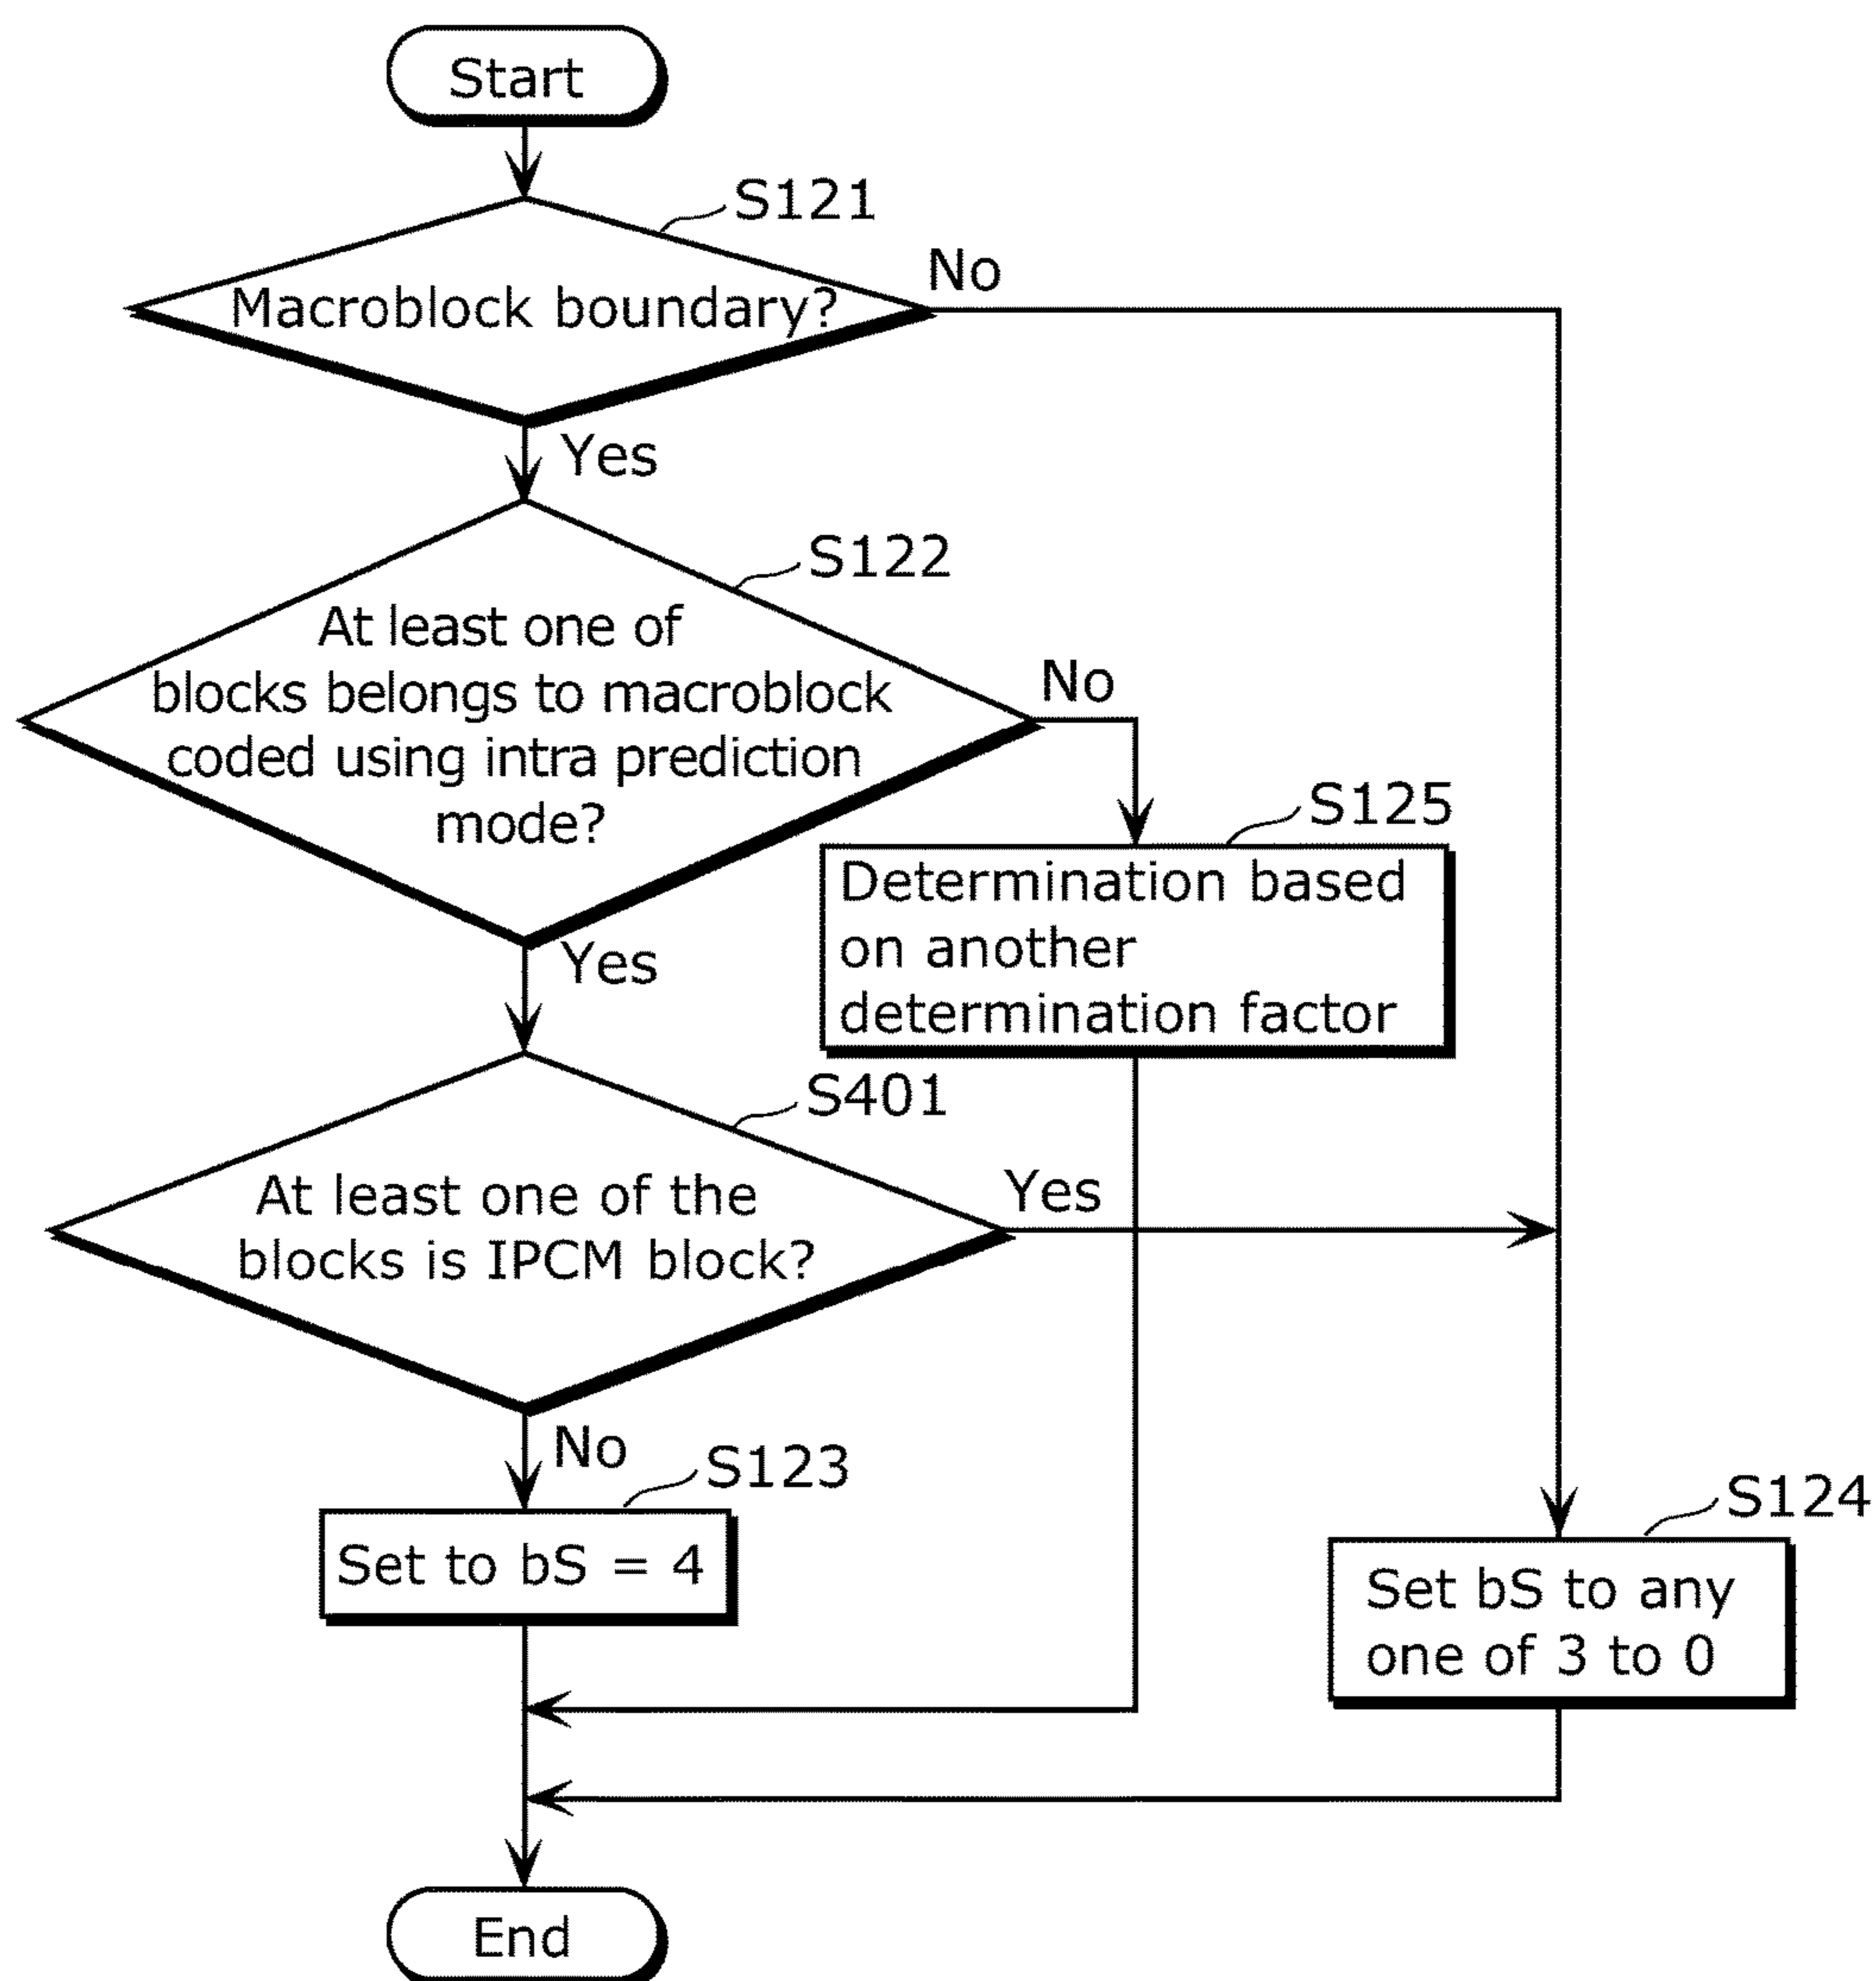 Start
S121
Macroblock boundary?
No
Yes
S122
At least one of
blocks belongs to macroblock
coded using intra prediction
mode?
No
S125
Determination based
on another
determination factor
Yes
S401
At least one of the
blocks is IPCM block?
Yes
No
S123
Set to bS = 4
S124
Set bS to any
one of 3 to 0
End